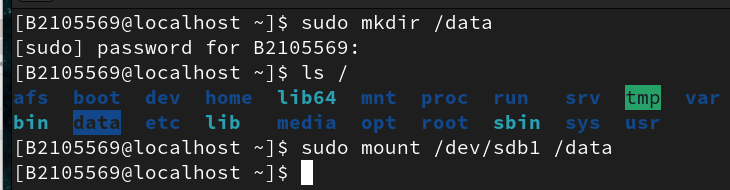 [B2105569@localhost ~]$ sudo mkdir /data
[sudo] password for B2105569:
[B2105569@localhost ~]$ ls /
afs  boot  dev  home  lib64  mnt  proc  run  srv  tmp  var
bin  data  etc  lib  media  opt  root  sbin  sys  usr
[B2105569@localhost ~]$ sudo mount /dev/sdb1 /data
[B2105569@localhost ~]$